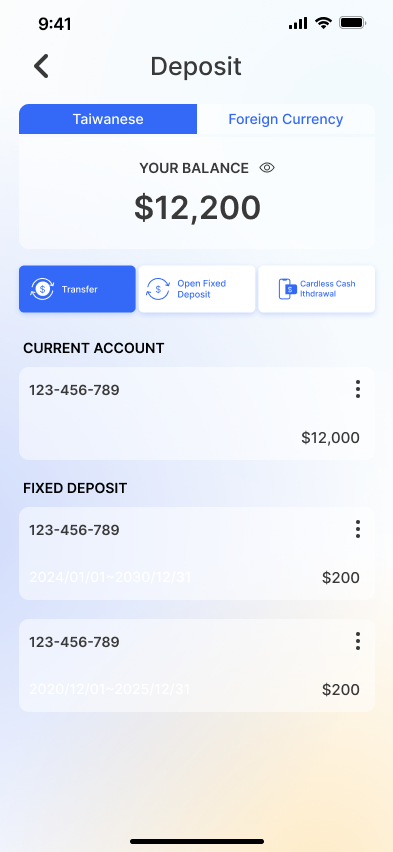 9:41
Deposit
Taiwanese
Foreign Currency
YOUR BALANCE
$12,200
Transfer
Open Fixed
Deposit
Cardless Cash
Ithdrawal
CURRENT ACCOUNT
123-456-789
$12,000
FIXED DEPOSIT
123-456-789
2024/01/01~2030/12/31
$200
123-456-789
2020/12/01~2025/12/31
$200